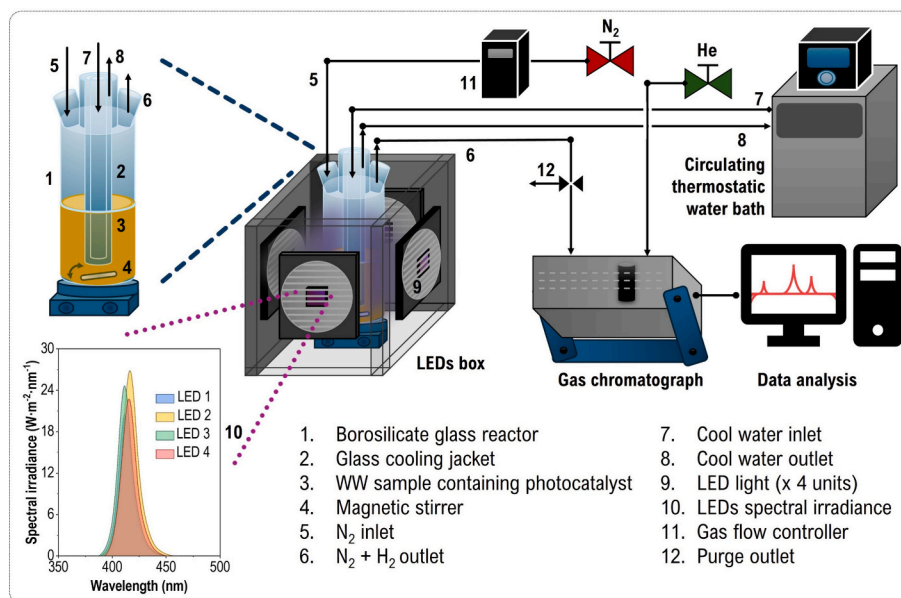 5
7
8
6
1
2
3
4
N₂
11
5
He
7
8
6
12
Circulating
thermostatic
water bath
9
LEDs box
Gas chromatograph
Data analysis
Spectral irradiance (W·m⁻²·nm⁻¹)
30
24
18
12
6
0
LED 1
LED 2
LED 3
LED 4
350
400
450
500
Wavelength (nm)
10
1. Borosilicate glass reactor
2. Glass cooling jacket
3. WW sample containing photocatalyst
4. Magnetic stirrer
5. N₂ inlet
6. N₂ + H₂ outlet
7. Cool water inlet
8. Cool water outlet
9. LED light (x 4 units)
10. LEDs spectral irradiance
11. Gas flow controller
12. Purge outlet